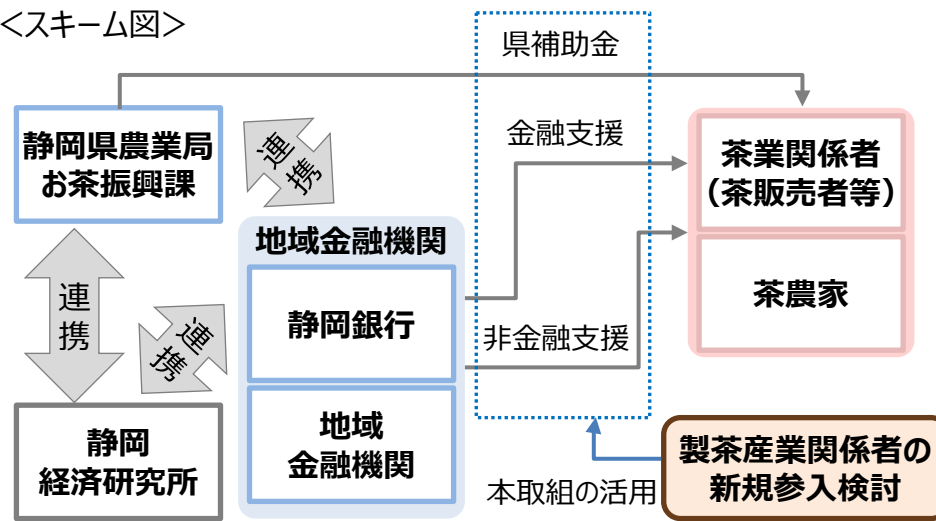 ＜スキーム図＞
県補助金
静岡県農業局
お茶振興課
連携
金融支援
茶業関係者
（茶販売者等）
地域金融機関
静岡銀行
茶農家
連携
連携
非金融支援
地域
金融機関
静岡
経済研究所
本取組の活用
製茶産業関係者の
新規参入検討